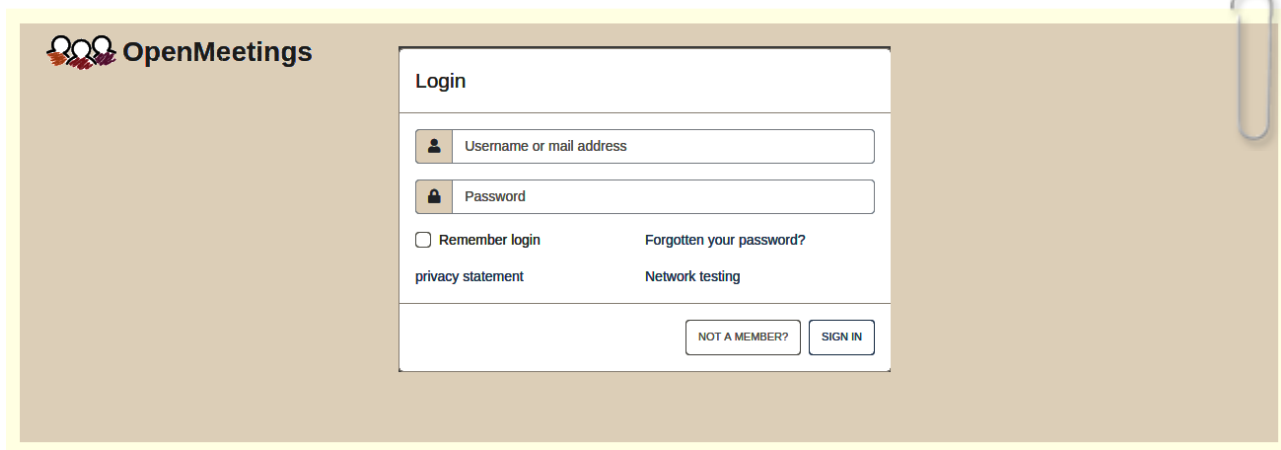 OpenMeetings
Login
Username or mail address
Password
Remember login Forgotten your password?
privacy statement Network testing
NOT A MEMBER? SIGN IN